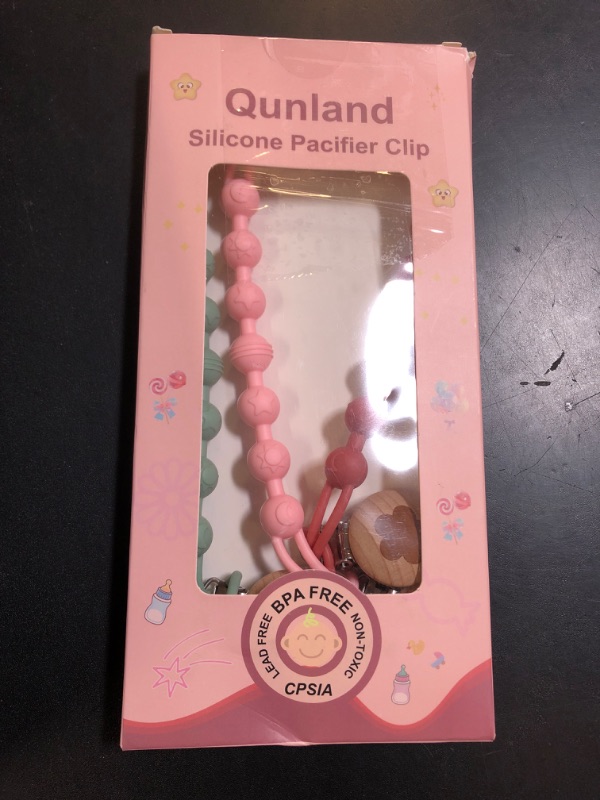 Qunland
Silicone Pacifier Clip
LEAD FREE
BPA FREE
NON-TOXIC
CPSIA